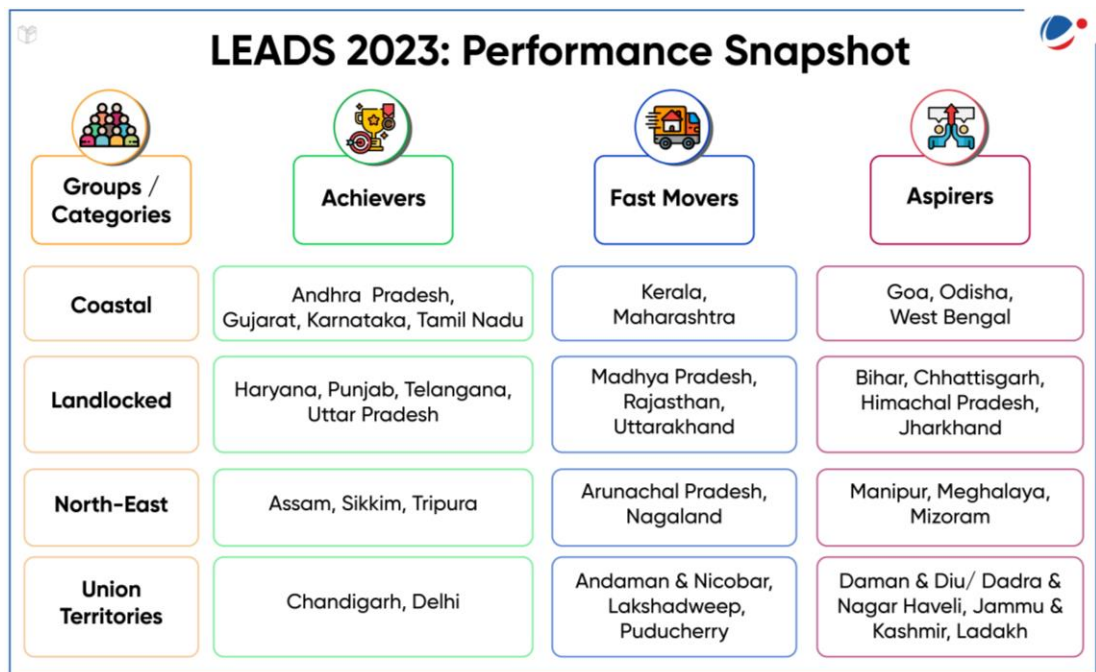 LEADS 2023: Performance Snapshot
Groups /
Categories
Achievers
Fast Movers
Aspirers
Coastal
Andhra Pradesh,
Gujarat, Karnataka, Tamil Nadu
Kerala,
Maharashtra
Goa, Odisha,
West Bengal
Landlocked
Haryana, Punjab, Telangana,
Uttar Pradesh
Madhya Pradesh,
Rajasthan,
Uttarakhand
Bihar, Chhattisgarh,
Himachal Pradesh,
Jharkhand
North-East
Assam, Sikkim, Tripura
Arunachal Pradesh,
Nagaland
Manipur, Meghalaya,
Mizoram
Union
Territories
Chandigarh, Delhi
Andaman & Nicobar,
Lakshadweep,
Puducherry
Daman & Diu/ Dadra &
Nagar Haveli, Jammu &
Kashmir, Ladakh